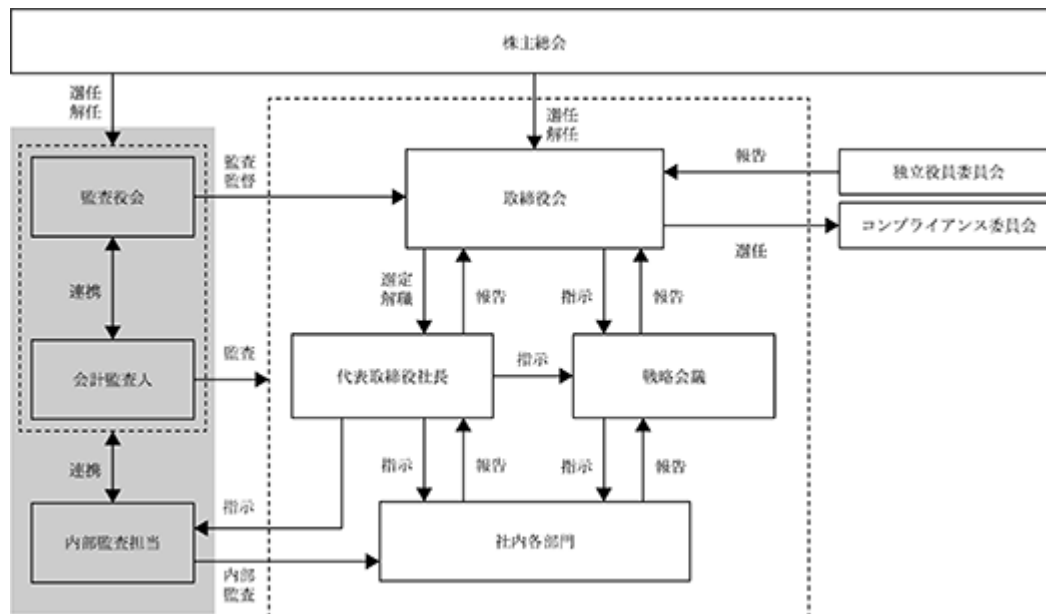 株主総会
選任
解任
選任
解任
監査役会
監査
監督
取締役会
報告
独立役員委員会
コンプライアンス委員会
選任
連携
選定
解職
報告
指示
報告
会計監査人
監査
代表取締役社長
指示
戦略会議
連携
指示
報告
指示
報告
指示
内部監査担当
社内各部門
内部
監査